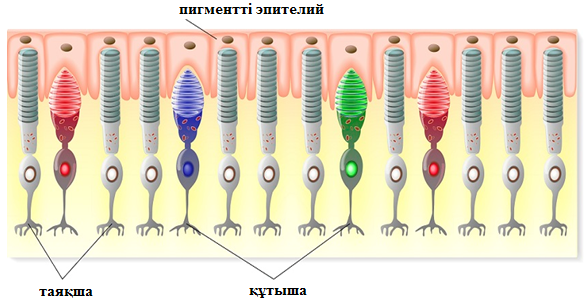 пигментті эпителий
таяқша
құтыша